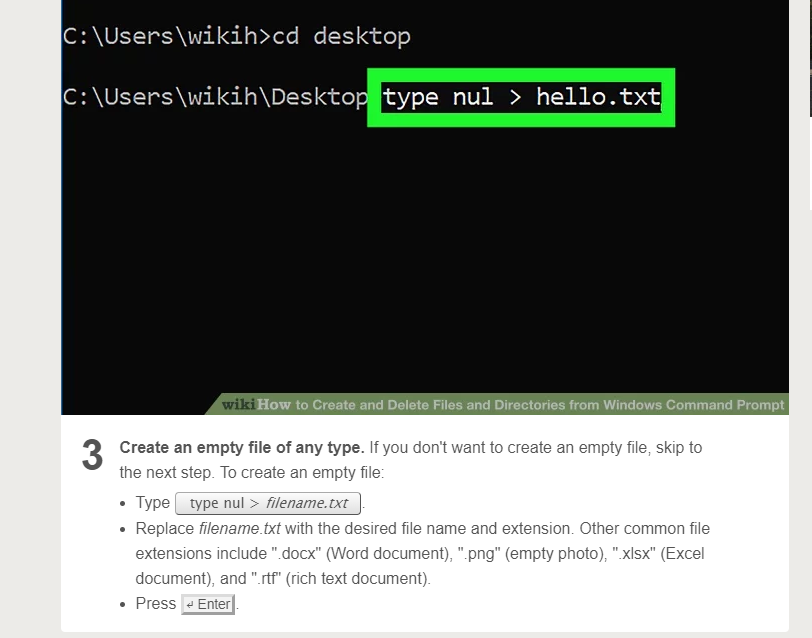 C:\Users\wikih>cd desktop
C:\Users\wikih\Desktop type nul > hello.txt
wikiHow to Create and Delete Files and Directories from Windows Command Prompt
3 Create an empty file of any type. If you don't want to create an empty file, skip to
the next step. To create an empty file:
• Type type nul > filename.txt .
• Replace filename.txt with the desired file name and extension. Other common file
extensions include ".docx" (Word document), ".png" (empty photo), ".xlsx" (Excel
document), and ".rtf" (rich text document).
• Press ↵ Enter .